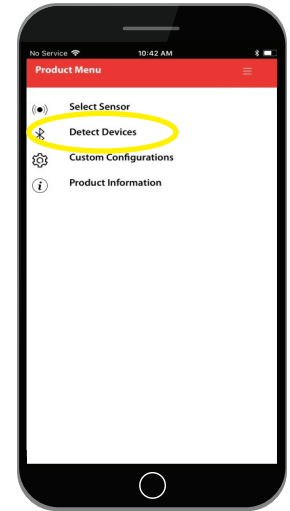 No Service 10:42 AM
Product Menu
Select Sensor
Detect Devices
Custom Configurations
Product Information